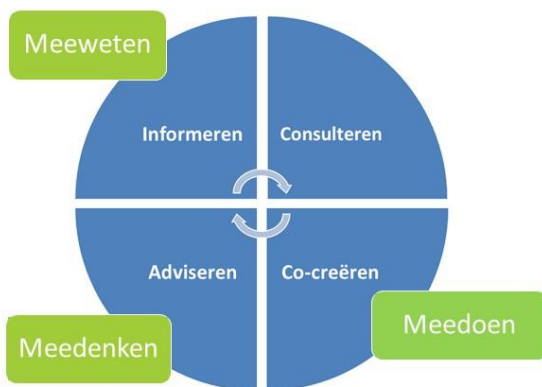 Meeweten
Informeren
Consulteren
Adviseren
Co-creëren
Meedenken
Meedoen